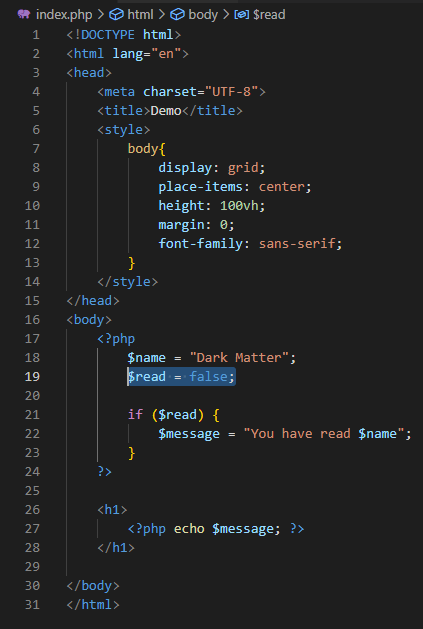 index.php > html > body > $read
1 <!DOCTYPE html>
2 <html lang="en">
3 <head>
4     <meta charset="UTF-8">
5     <title>Demo</title>
6     <style>
7         body{
8             display: grid;
9             place-items: center;
10             height: 100vh;
11             margin: 0;
12             font-family: sans-serif;
13         }
14     </style>
15 </head>
16 <body>
17     <?php
18         $name = "Dark Matter";
19         $read = false;
20
21         if ($read) {
22             $message = "You have read $name";
23         }
24     ?>
25
26     <h1>
27         <?php echo $message; ?>
28     </h1>
29
30 </body>
31 </html>